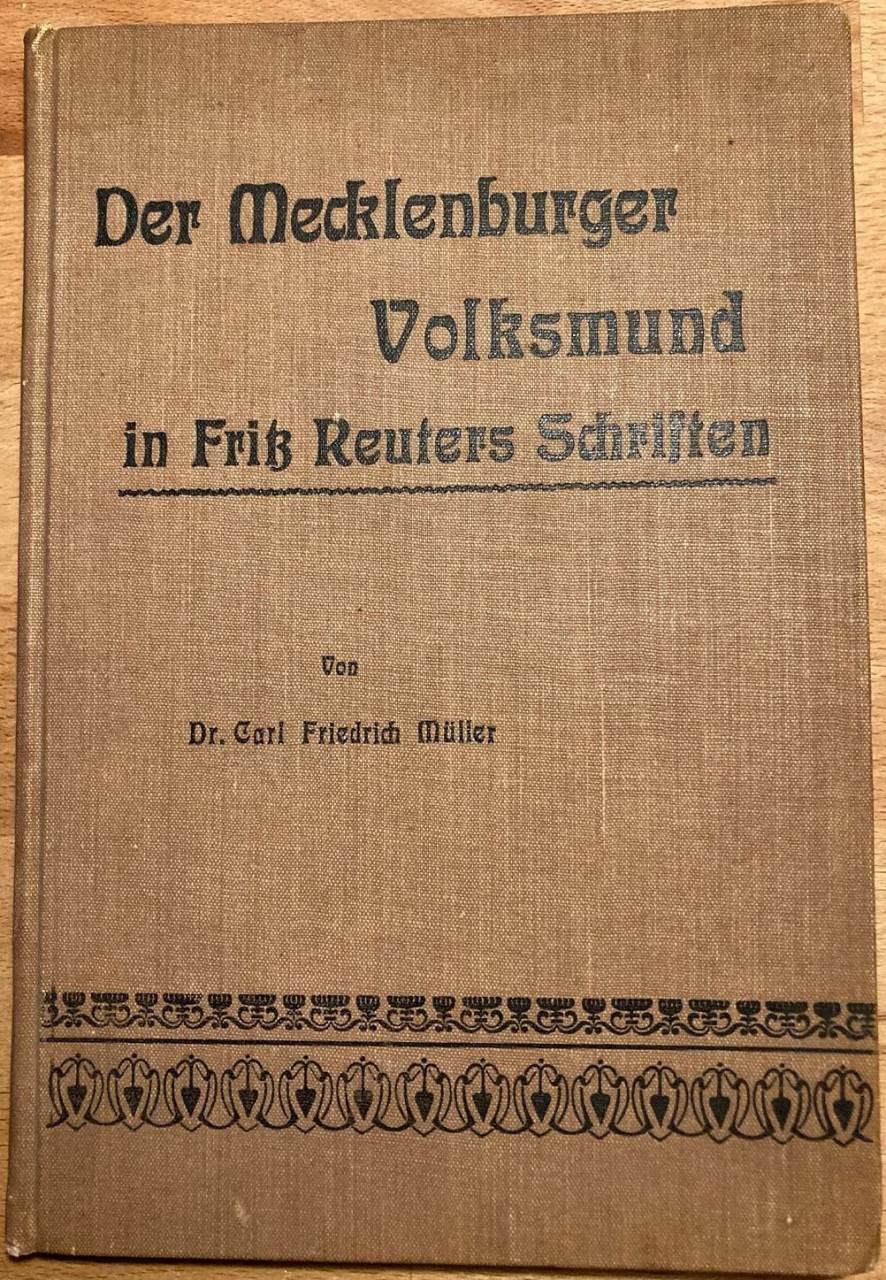 Der Mecklenburger
Volksmund
in Fritz Reuters Schriften
Von
Dr. Carl Friedrich Müller